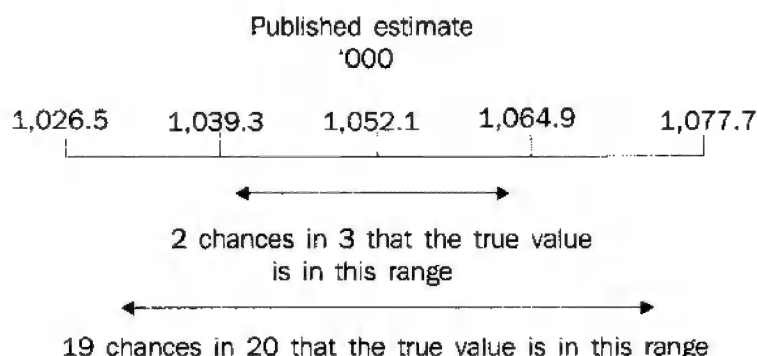 Published estimate
'000
1,026.5 1,039.3 1,052.1 1,064.9 1,077.7
2 chances in 3 that the true value
is in this range
19 chances in 20 that the true value is in this range